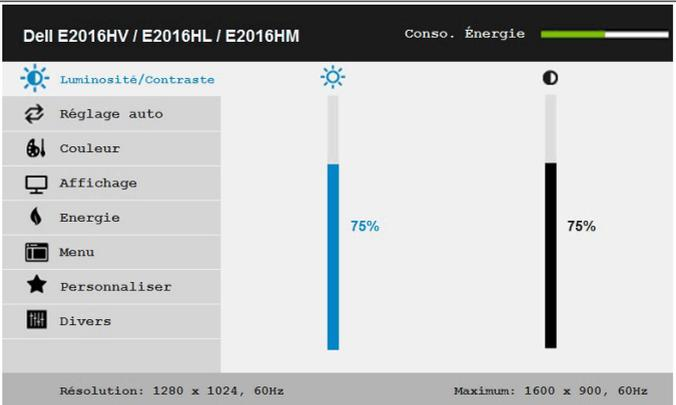 Dell E2016HV / E2016HL / E2016HM
Conso. Énergie
Luminosité/Contraste
Réglage auto
Couleur
Affichage
Energie
Menu
Personnaliser
Divers
75%
75%
Résolution: 1280 x 1024, 60Hz
Maximum: 1600 x 900, 60Hz